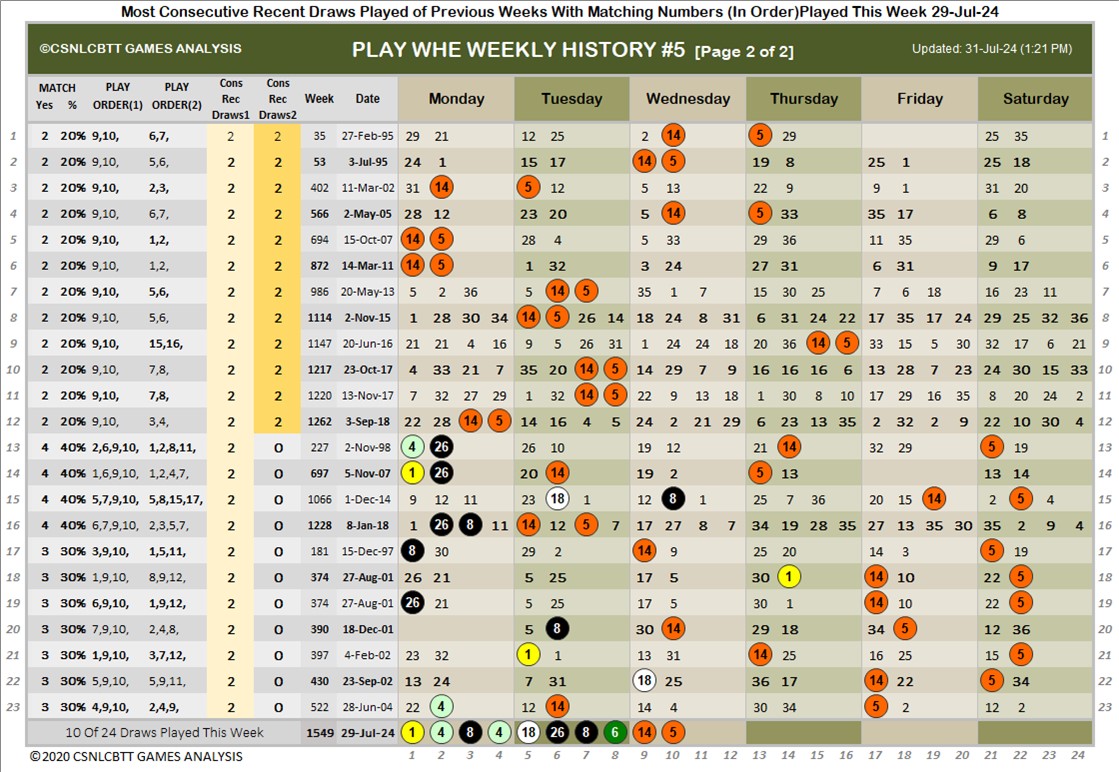 Most Consecutive Recent Draws Played of Previous Weeks With Matching Numbers (In Order)Played This Week 29-Jul-24
©CSNLCBTT GAMES ANALYSIS PLAY WHE WEEKLY HISTORY #5 [Page 2 of 2] Updated: 31-Jul-24 (1:21 PM)
MATCH PLAY PLAY Cons Cons
Yes % ORDER(1) ORDER(2) Rec Rec Week Date Monday Tuesday Wednesday Thursday Friday Saturday
Draws1 Draws2
1 2 20% 9,10, 6,7, 2 2 35 27-Feb-95 29 21 12 25 2 14 5 29 25 35 1
2 2 20% 9,10, 5,6, 2 2 53 3-Jul-95 24 1 15 17 14 5 19 8 25 1 25 18 2
3 2 20% 9,10, 2,3, 2 2 402 11-Mar-02 31 14 5 12 5 13 22 9 9 1 31 20 3
4 2 20% 9,10, 6,7, 2 2 566 2-May-05 28 12 23 20 5 14 5 33 35 17 6 8 4
5 2 20% 9,10, 1,2, 2 2 694 15-Oct-07 14 5 28 4 5 33 29 36 11 35 29 6 5
6 2 20% 9,10, 1,2, 2 2 872 14-Mar-11 14 5 1 32 3 24 27 31 6 31 9 17 6
7 2 20% 9,10, 5,6, 2 2 986 20-May-13 5 2 36 5 14 5 35 1 7 15 30 25 7 6 18 16 23 11 7
8 2 20% 9,10, 5,6, 2 2 1114 2-Nov-15 1 28 30 34 14 5 26 14 18 24 8 31 6 31 24 22 17 35 17 24 29 25 32 36 8
9 2 20% 9,10, 15,16, 2 2 1147 20-Jun-16 21 21 4 16 9 5 26 31 1 24 24 18 20 36 14 5 33 15 5 30 32 17 6 21 9
10 2 20% 9,10, 7,8, 2 2 1217 23-Oct-17 4 33 21 7 35 20 14 5 14 29 7 9 16 16 16 6 13 28 7 23 24 30 15 33 10
11 2 20% 9,10, 7,8, 2 2 1220 13-Nov-17 7 32 27 29 1 32 14 5 22 9 13 18 1 30 8 10 17 29 16 35 8 10 28 2 11
12 2 20% 9,10, 3,4, 2 2 1262 3-Sep-18 22 28 14 5 14 16 4 5 24 2 21 29 6 23 13 35 2 32 2 9 22 10 30 4 12
13 4 40% 2,6,9,10, 1,2,8,11, 2 0 227 2-Nov-98 4 26 26 10 19 12 21 14 32 29 5 19 13
14 4 40% 1,6,9,10, 1,2,4,7, 2 0 697 5-Nov-07 1 26 20 14 19 2 5 13 13 14 14
15 4 40% 5,7,9,10, 5,8,15,17, 2 0 1066 1-Dec-14 9 12 11 23 18 1 12 8 1 25 7 36 20 15 14 2 5 4 15
16 4 40% 6,7,9,10, 2,3,5,7, 2 0 1228 8-Jan-18 1 26 8 11 14 12 5 7 17 27 8 7 34 19 28 35 27 13 35 30 35 2 9 4 16
17 3 30% 3,9,10, 1,5,11, 2 0 181 15-Dec-97 8 30 29 2 14 9 25 20 14 3 5 19 17
18 3 30% 1,9,10, 8,9,12, 2 0 374 27-Aug-01 26 21 5 25 17 5 30 1 14 10 22 5 18
19 3 30% 6,9,10, 1,9,12, 2 0 374 27-Aug-01 26 21 5 25 17 5 30 1 14 10 22 5 19
20 3 30% 7,9,10, 2,4,8, 2 0 390 18-Dec-01 5 8 30 14 29 18 34 5 12 36 20
21 3 30% 1,9,10, 3,7,12, 2 0 397 4-Feb-02 23 32 1 1 13 31 14 25 16 25 15 5 21
22 3 30% 5,9,10, 5,9,11, 2 0 430 23-Sep-02 13 24 7 31 18 25 36 17 14 22 5 34 22
23 3 30% 4,9,10, 2,4,9, 2 0 522 28-Jun-04 22 4 12 14 14 4 30 34 5 2 12 2 23
10 Of 24 Draws Played This Week 1549 29-Jul-24 1 4 8 4 18 26 8 6 14 5
©2020 CSNLCBTT GAMES ANALYSIS 1 2 3 4 5 6 7 8 9 10 11 12 13 14 15 16 17 18 19 20 21 22 23 24